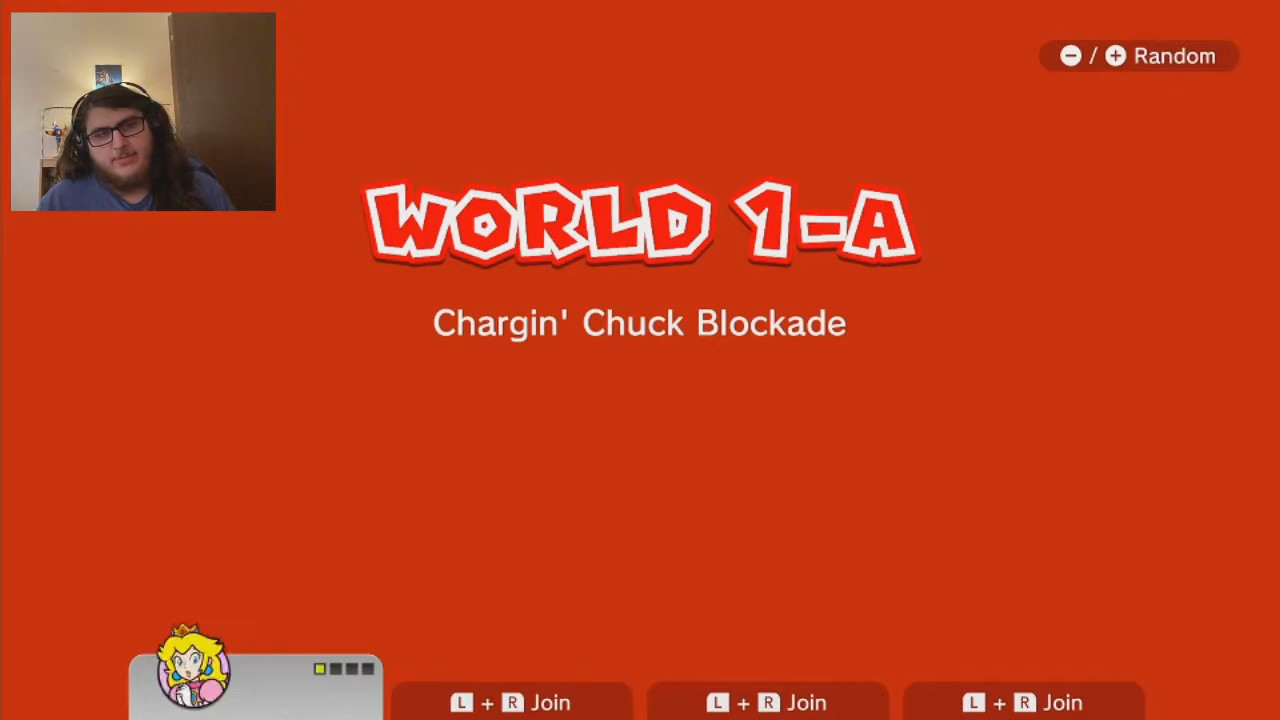 ⊖ / ⊕ Random
WORLD 1-A
Chargin' Chuck Blockade
L + R Join
L + R Join
L + R Join